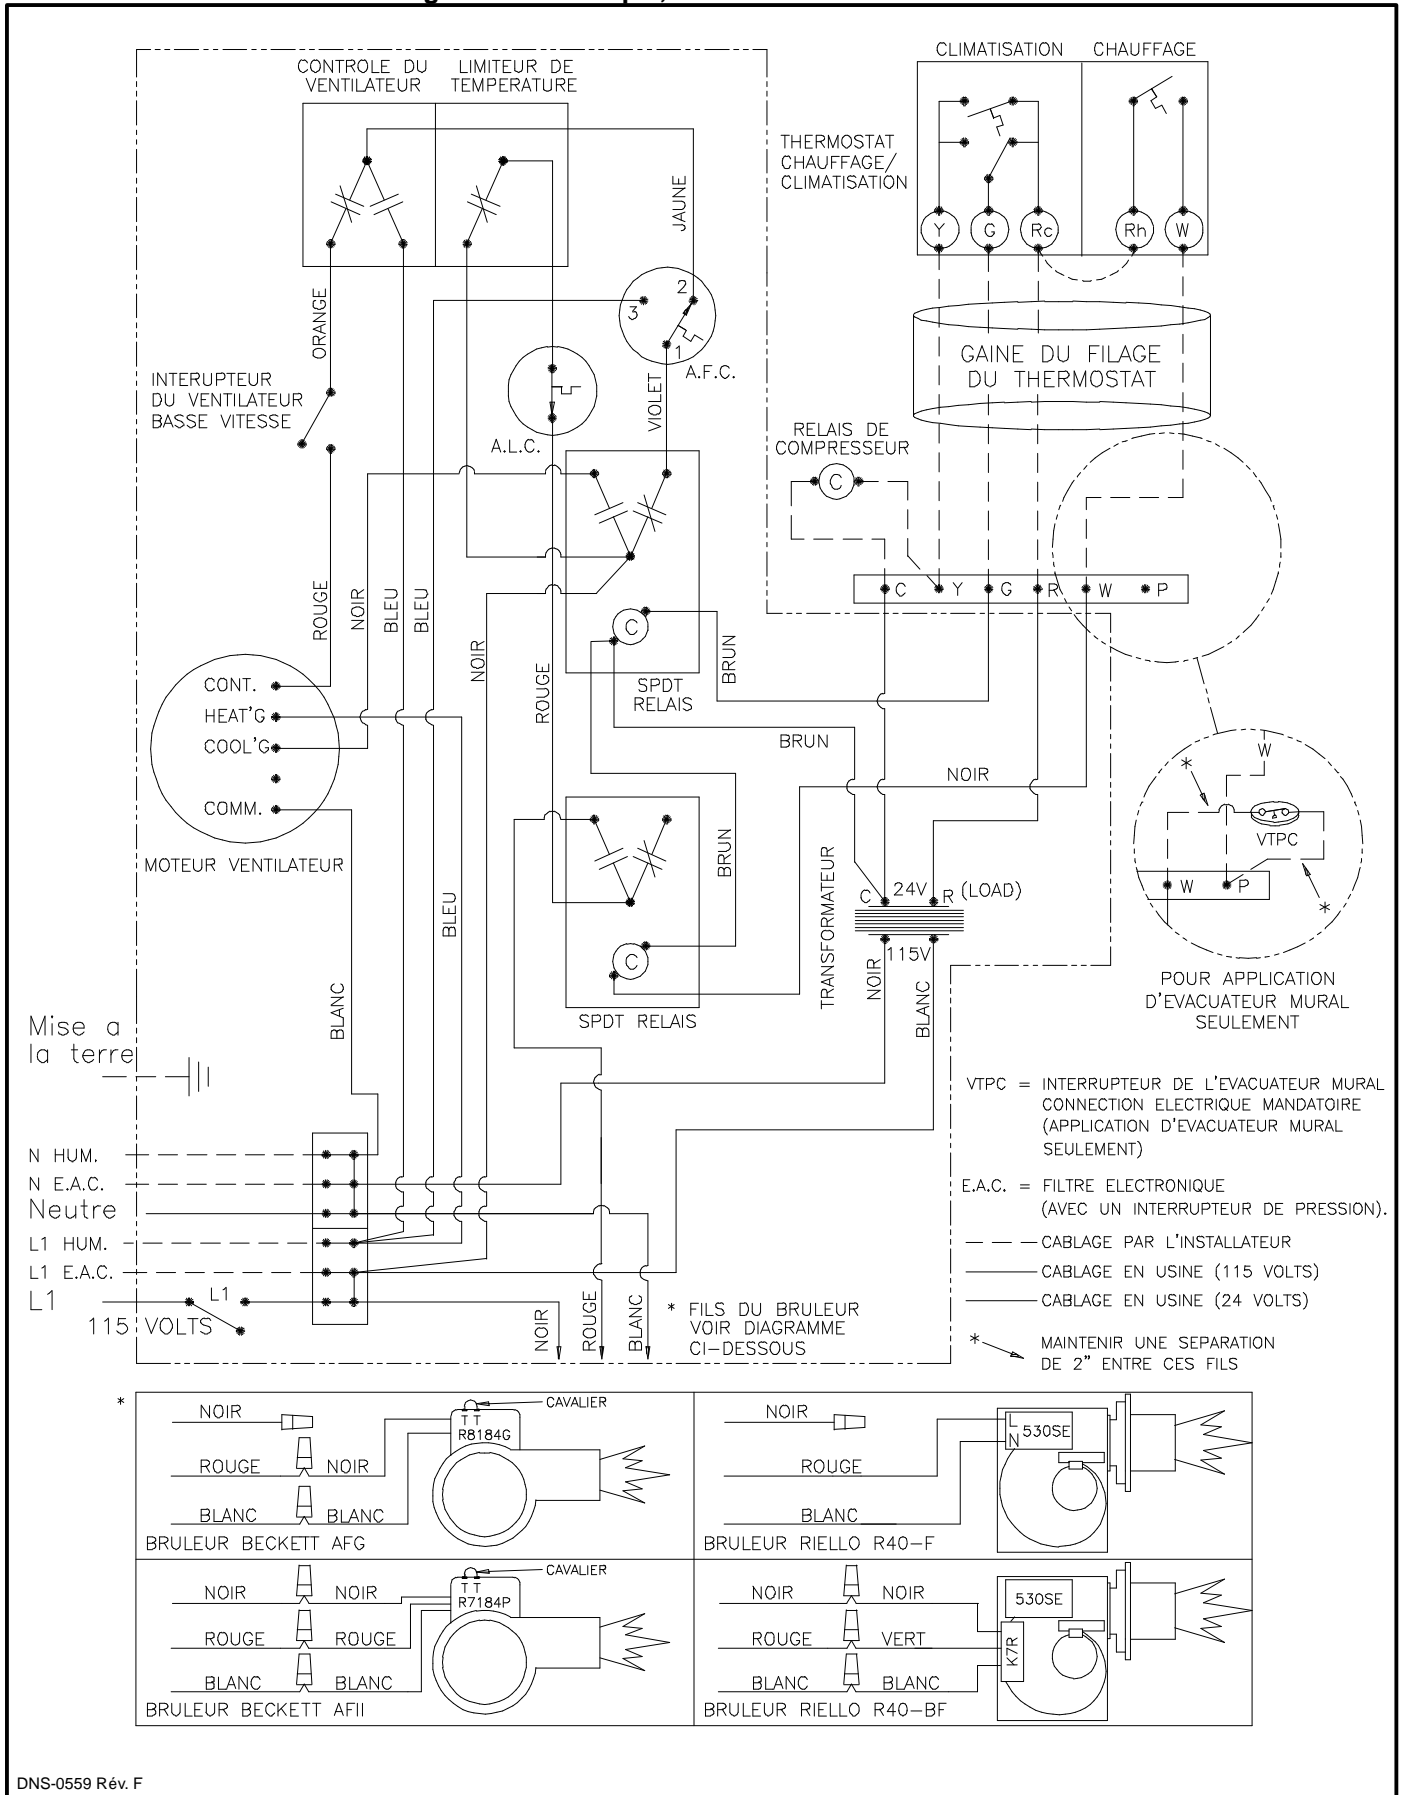 CONTROLE DU
VENTILATEUR
LIMITEUR DE
TEMPERATURE
CLIMATISATION
CHAUFFAGE
THERMOSTAT
CHAUFFAGE/
CLIMATISATION
Y
G
Rc
Rh
W
JAUNE
ORANGE
3
2
1
A.F.C.
VIOLET
A.L.C.
INTERUPTEUR
DU VENTILATEUR
BASSE VITESSE
GAINE DU FILAGE
DU THERMOSTAT
RELAIS DE
COMPRESSEUR
C
C
Y
G
R
W
P
ROUGE
NOIR
BLEU
BLEU
NOIR
ROUGE
C
BRUN
SPDT
RELAIS
BRUN
NOIR
CONT.
HEAT'G
COOL'G
COMM.
MOTEUR VENTILATEUR
BLEU
BRUN
C
SPDT RELAIS
TRANSFORMATEUR
C
24V
R
(LOAD)
115V
NOIR
BLANC
W
*
VTPC
W
P
*
POUR APPLICATION
D'EVACUATEUR MURAL
SEULEMENT
BLANC
Mise a
la terre
VTPC = INTERRUPTEUR DE L'EVACUATEUR MURAL
CONNECTION ELECTRIQUE MANDATOIRE
(APPLICATION D'EVACUATEUR MURAL
SEULEMENT)
E.A.C. = FILTRE ELECTRONIQUE
(AVEC UN INTERRUPTEUR DE PRESSION).
CABLAGE PAR L'INSTALLATEUR
CABLAGE EN USINE (115 VOLTS)
CABLAGE EN USINE (24 VOLTS)
* MAINTENIR UNE SEPARATION
DE 2" ENTRE CES FILS
N HUM.
N E.A.C.
Neutre
L1 HUM.
L1 E.A.C.
L1
L1
115 VOLTS
NOIR
ROUGE
BLANC
* FILS DU BRULEUR
VOIR DIAGRAMME
CI-DESSOUS
*
NOIR
ROUGE
NOIR
BLANC
BLANC
CAVALIER
T T
R8184G
BRULEUR BECKETT AFG
NOIR
ROUGE
BLANC
L
N
530SE
BRULEUR RIELLO R40-F
NOIR
NOIR
ROUGE
ROUGE
BLANC
BLANC
CAVALIER
T T
R7184P
BRULEUR BECKETT AFII
NOIR
NOIR
ROUGE
VERT
BLANC
BLANC
530SE
K7R
BRULEUR RIELLO R40-BF
DNS-0559 Rév. F